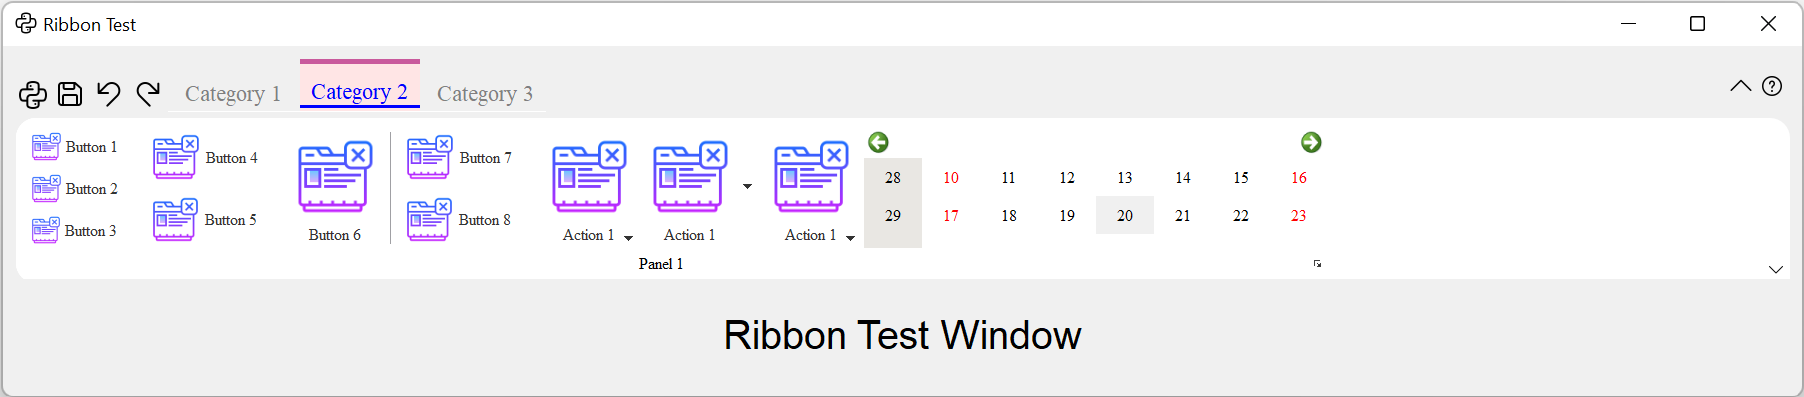 Ribbon Test
Category 1 Category 2 Category 3
Button 1
Button 2
Button 3
Button 4
Button 5
Button 6
Button 7
Button 8
Action 1
Action 1
Action 1
28 10 11 12 13 14 15 16
29 17 18 19 20 21 22 23
Panel 1
Ribbon Test Window